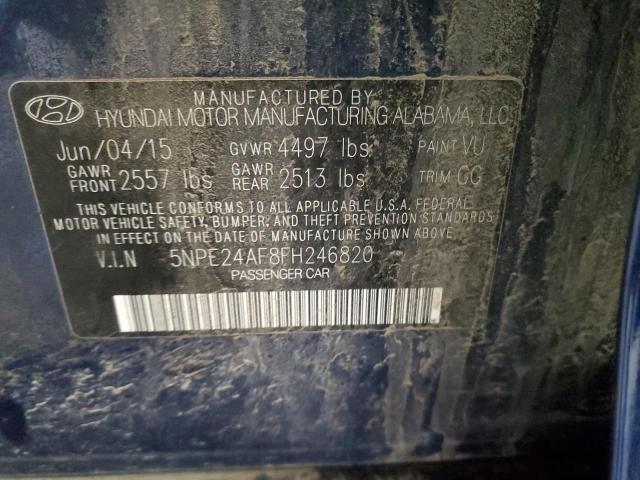 MANUFACTURED BY
HYUNDAI MOTOR MANUFACTURING ALABAMA, LLC
Jun/04/15 GVWR 4497 lbs PAINT VU
GAWR FRONT 2557 lbs GAWR REAR 2513 lbs TRIM GG
THIS VEHICLE CONFORMS TO ALL APPLICABLE U.S.A. FEDERAL
MOTOR VEHICLE SAFETY, BUMPER, AND THEFT PREVENTION STANDARDS
IN EFFECT ON THE DATE OF MANUFACTURE SHOWN ABOVE.
V.I.N 5NPE24AF8FH246820
PASSENGER CAR